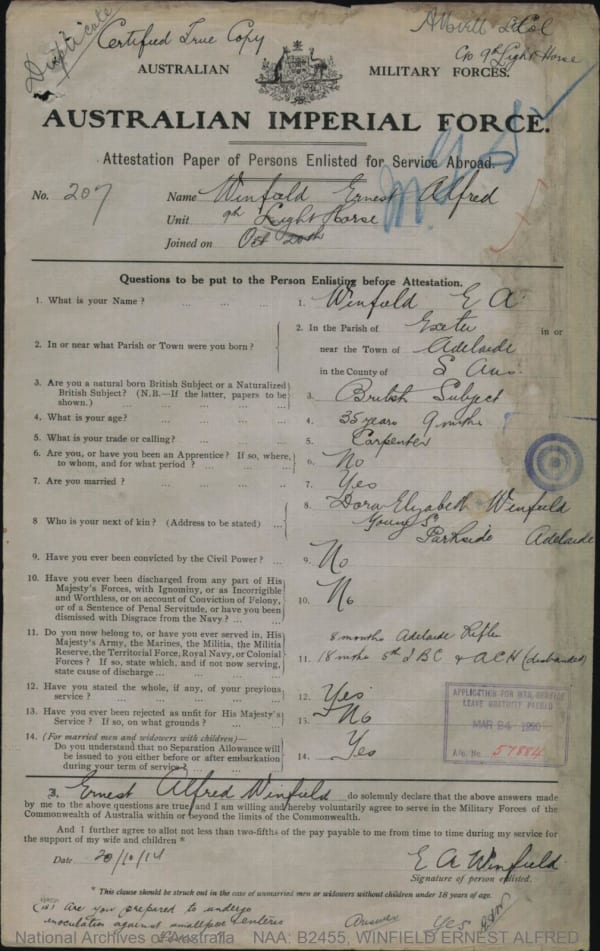 Duplicate
Certified True Copy
Lt Col
C/o 9th Light Horse
AUSTRALIAN MILITARY FORCES.
AUSTRALIAN IMPERIAL FORCE.
Attestation Paper of Persons Enlisted for Service Abroad.
No. 207 Name Winfield Ernest Alfred
Unit 9th Light Horse
Joined on Oct 20th
Questions to be put to the Person Enlisting before Attestation.
1. What is your Name? ... ... ... ... 1. Winfield E A
2. In or near what Parish or Town were you born? ... 2. In the Parish of Exeter in or
near the Town of Adelaide
in the County of S Aus.
3. Are you a natural born British Subject or a Naturalized
British Subject? (N.B.—If the latter, papers to be
shown.) ... ... ... 3. British Subject
4. What is your age? ... ... ... 4. 35 years 9 mths
5. What is your trade or calling? ... ... ... 5. Carpenter
6. Are you, or have you been an Apprentice? If so, where,
to whom, and for what period? ... ... ... 6. No
7. Are you married? ... ... ... 7. Yes
8 Who is your next of kin? (Address to be stated) ... 8. Dora Elizabeth Winfield
Young St
Parkside Adelaide
9. Have you ever been convicted by the Civil Power? ... 9. No
10. Have you ever been discharged from any part of His
Majesty's Forces, with Ignominy, or as Incorrigible
and Worthless, or on account of Conviction of Felony,
or of a Sentence of Penal Servitude, or have you been
dismissed with Disgrace from the Navy? ... ... 10. No
11. Do you now belong to, or have you ever served in, His
Majesty's Army, the Marines, the Militia, the Militia
Reserve, the Territorial Force, Royal Navy, or Colonial
Forces? If so, state which, and if not now serving,
state cause of discharge ... ... ... 8 months Adelaide Rifles
11. 18 mths 5th I B C & A C H (disbanded)
12. Have you stated the whole, if any, of your previous
service? ... ... ... 12. Yes
13. Have you ever been rejected as unfit for His Majesty's
Service? If so, on what grounds? ... ... 13. No
14. (For married men and widowers with children)—
Do you understand that no Separation Allowance will
be issued to you either before or after embarkation
during your term of service? ... 14. Yes
APPLICATION FOR WAR SERVICE
LEAVE GRATUITY PASSED
MAR 24 1920
A/c. No. 57884
I, Ernest Alfred Winfield do solemnly declare that the above answers made
by me to the above questions are true, and I am willing and hereby voluntarily agree to serve in the Military Forces of the
Commonwealth of Australia within or beyond the limits of the Commonwealth.
And I further agree to allot not less than two-fifths of the pay payable to me from time to time during my service for
the support of my wife and children *
Date 20/10/14 E A Winfield
Signature of person enlisted.
* This clause should be struck out in the case of unmarried men or widowers without children under 18 years of age.
(15) Are you prepared to undergo
inoculation against smallpox & enteric
fever? Answer Yes
National Archives of Australia NAA: B2455, WINFIELD ERNEST ALFRED